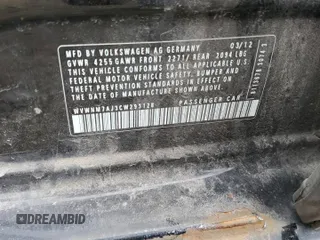 MFD BY VOLKSWAGEN AG GERMANY 03/12
GVWR 4255 GAWR FRONT 2271/ REAR 2094 LBS
THIS VEHICLE CONFORMS TO ALL APPLICABLE
FEDERAL MOTOR VEHICLE SAFETY, BUMPER AND
THEFT PREVENTION STANDARDS IN EFFECT ON
THE DATE OF MANUFACTURE SHOWN ABOVE
PASSENGER CAR
DREAMBID